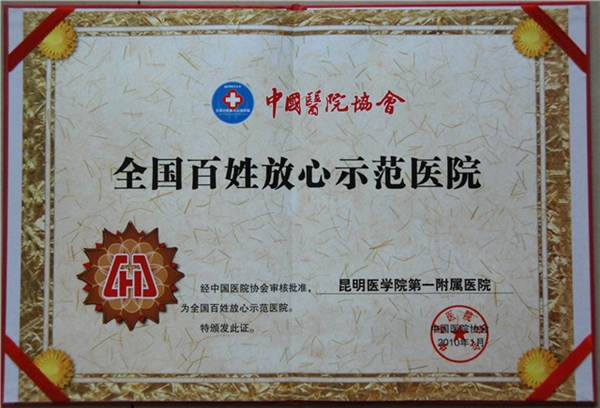 中國醫院協會
全国百姓放心示范医院
经中国医院协会审核批准, 昆明医学院第一附属医院
为全国百姓放心示范医院。
特颁发此证。
中国医院协会
2010年1月